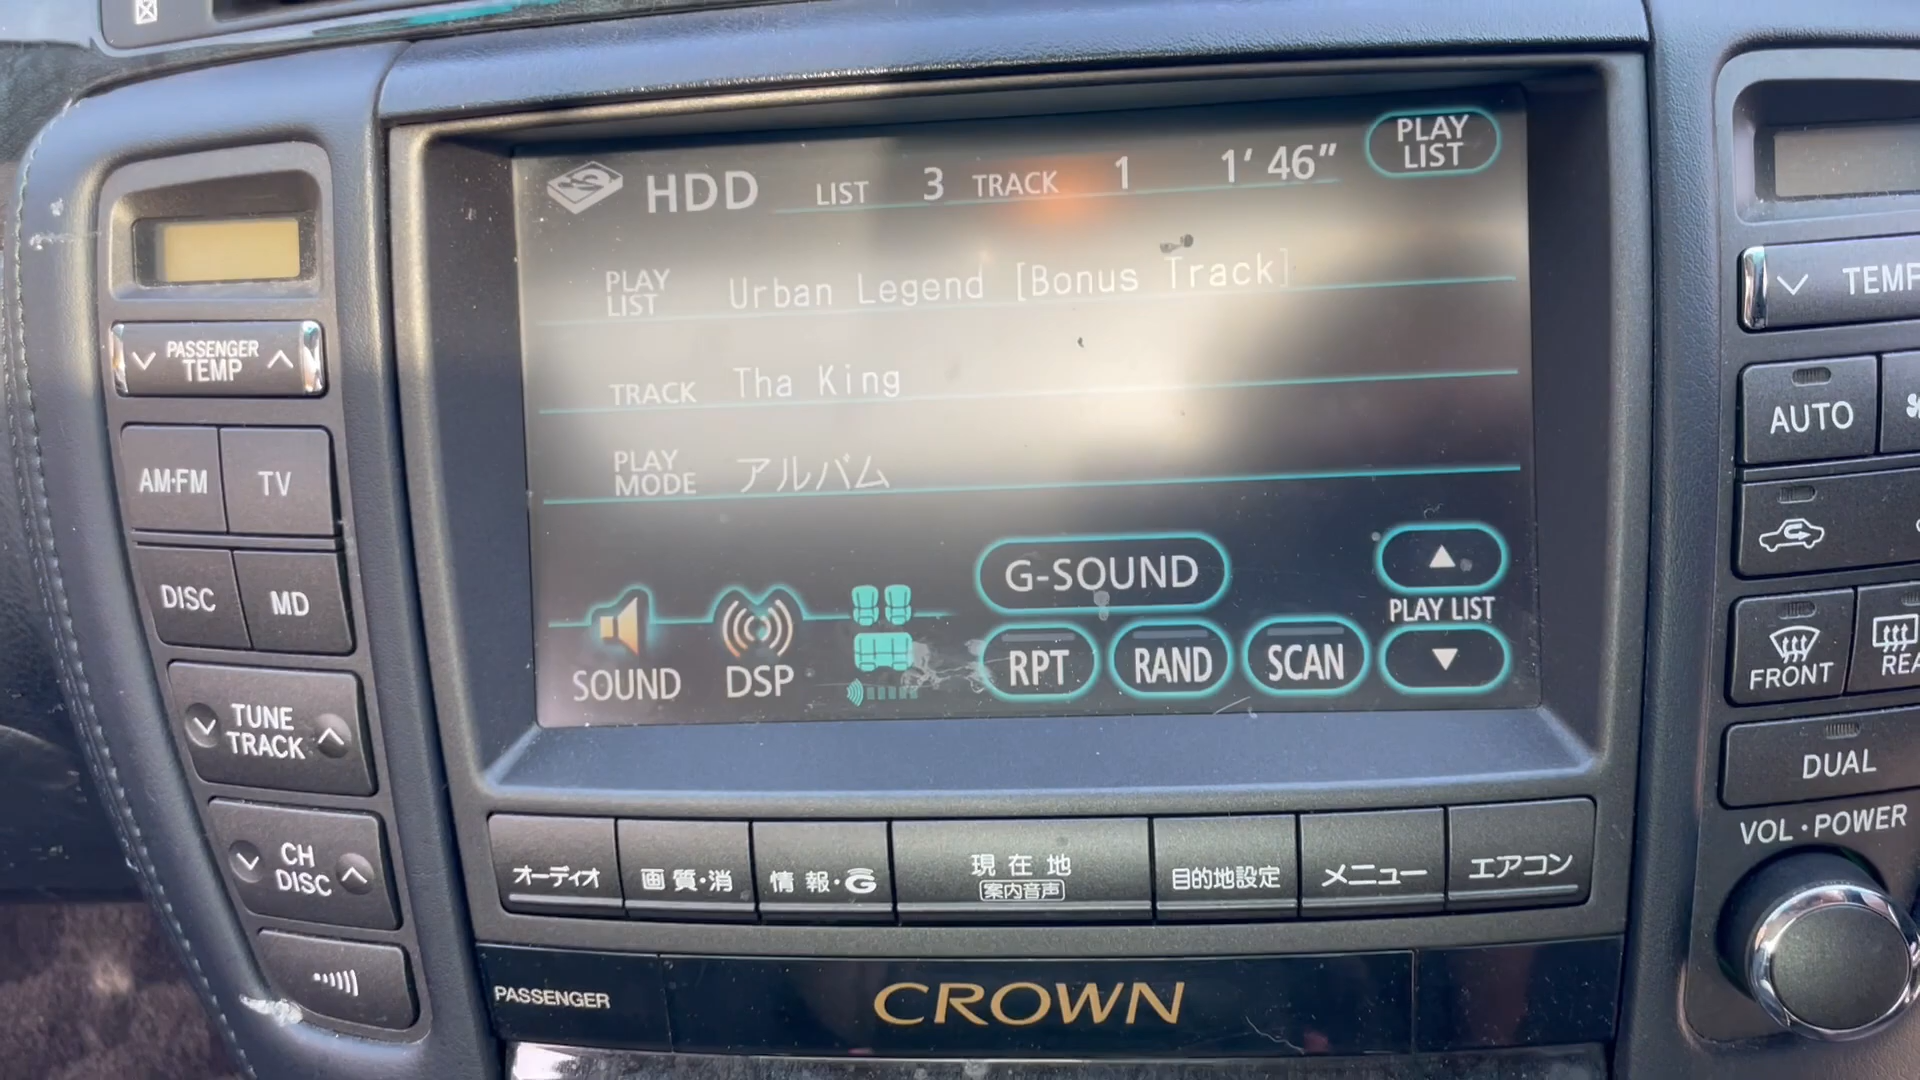 HDD LIST 3 TRACK 1 1' 46" PLAY LIST
PLAY LIST Urban Legend [Bonus Track]
TRACK Tha King
PLAY MODE アルバム
G-SOUND
PLAY LIST
SOUND DSP RPT RAND SCAN
PASSENGER TEMP
AM•FM TV
DISC MD
TUNE TRACK
CH DISC
オーディオ 画質・消 情報・G 現在地 目的地設定 メニュー エアコン
案内音声
PASSENGER CROWN
TEMP
AUTO
FRONT
DUAL
VOL・POWER